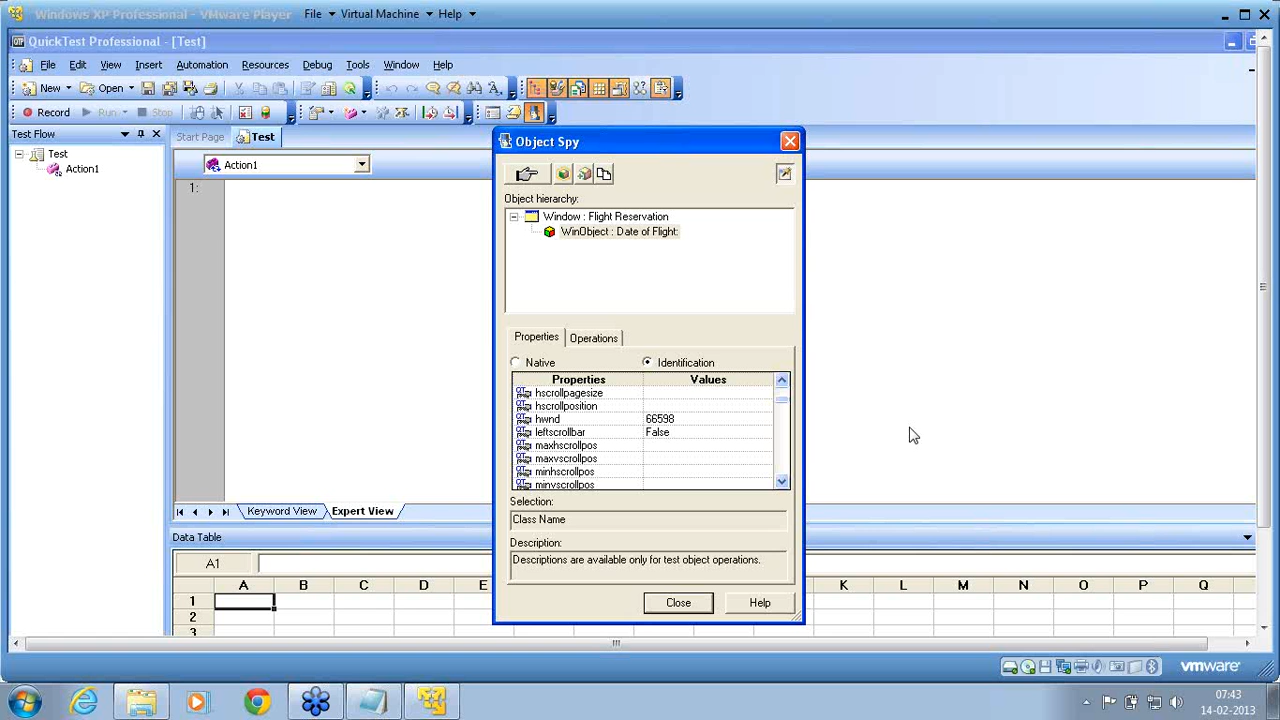 Windows XP Professional - VMware Player File Virtual Machine Help
QuickTest Professional - [Test]
File Edit View Insert Automation Resources Debug Tools Window Help
New Open
Record Run Stop
Test Flow
Start Page Test
Test
Action1
Action1
1:
Object Spy
Object hierarchy:
Window : Flight Reservation
WinObject : Date of Flight:
Properties Operations
Native Identification
Properties Values
hscrollpagesize
hscrollposition
hwnd 66598
leftscrollbar False
maxhscrollpos
maxvscrollpos
minhscrollpos
minvscrollpos
Selection:
Class Name
Description:
Descriptions are available only for test object operations.
Close Help
Keyword View Expert View
Data Table
A1
A B C D E K L M N O P Q
1
2
3
vmware
07:43
14-02-2013